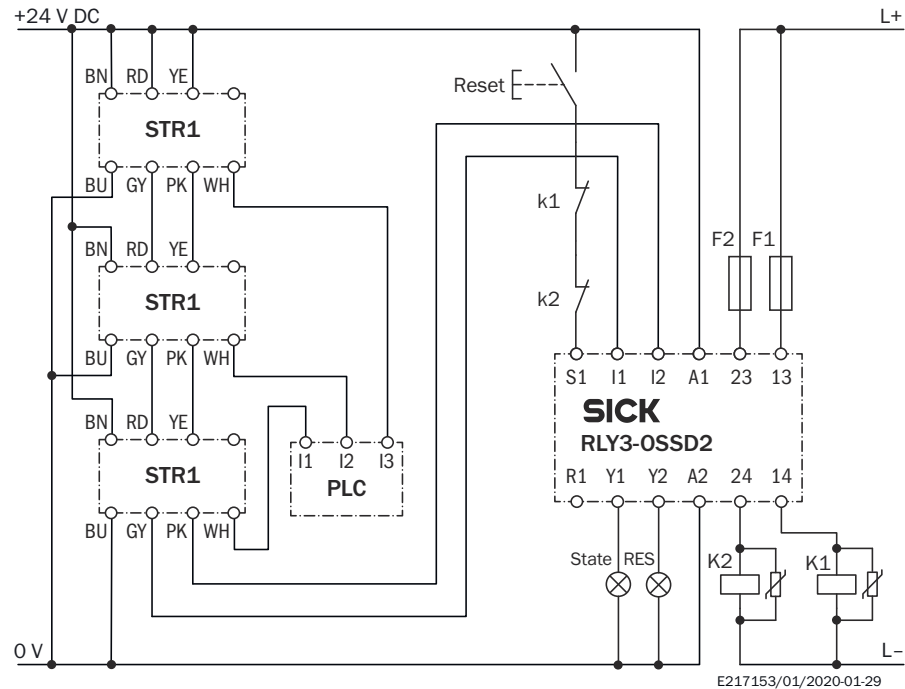 +24 V DC L+
BN RD YE
Reset
STR1
BU GY PK WH
k1
BN RD YE
F2 F1
k2
STR1
BU GY PK WH
S1 I1 I2 A1 23 13
SICK
BN RD YE
RLY3-OSSD2
I1 I2 I3
STR1
PLC
R1 Y1 Y2 A2 24 14
BU GY PK WH
State RES K2 K1
0 V L–
E217153/01/2020-01-29